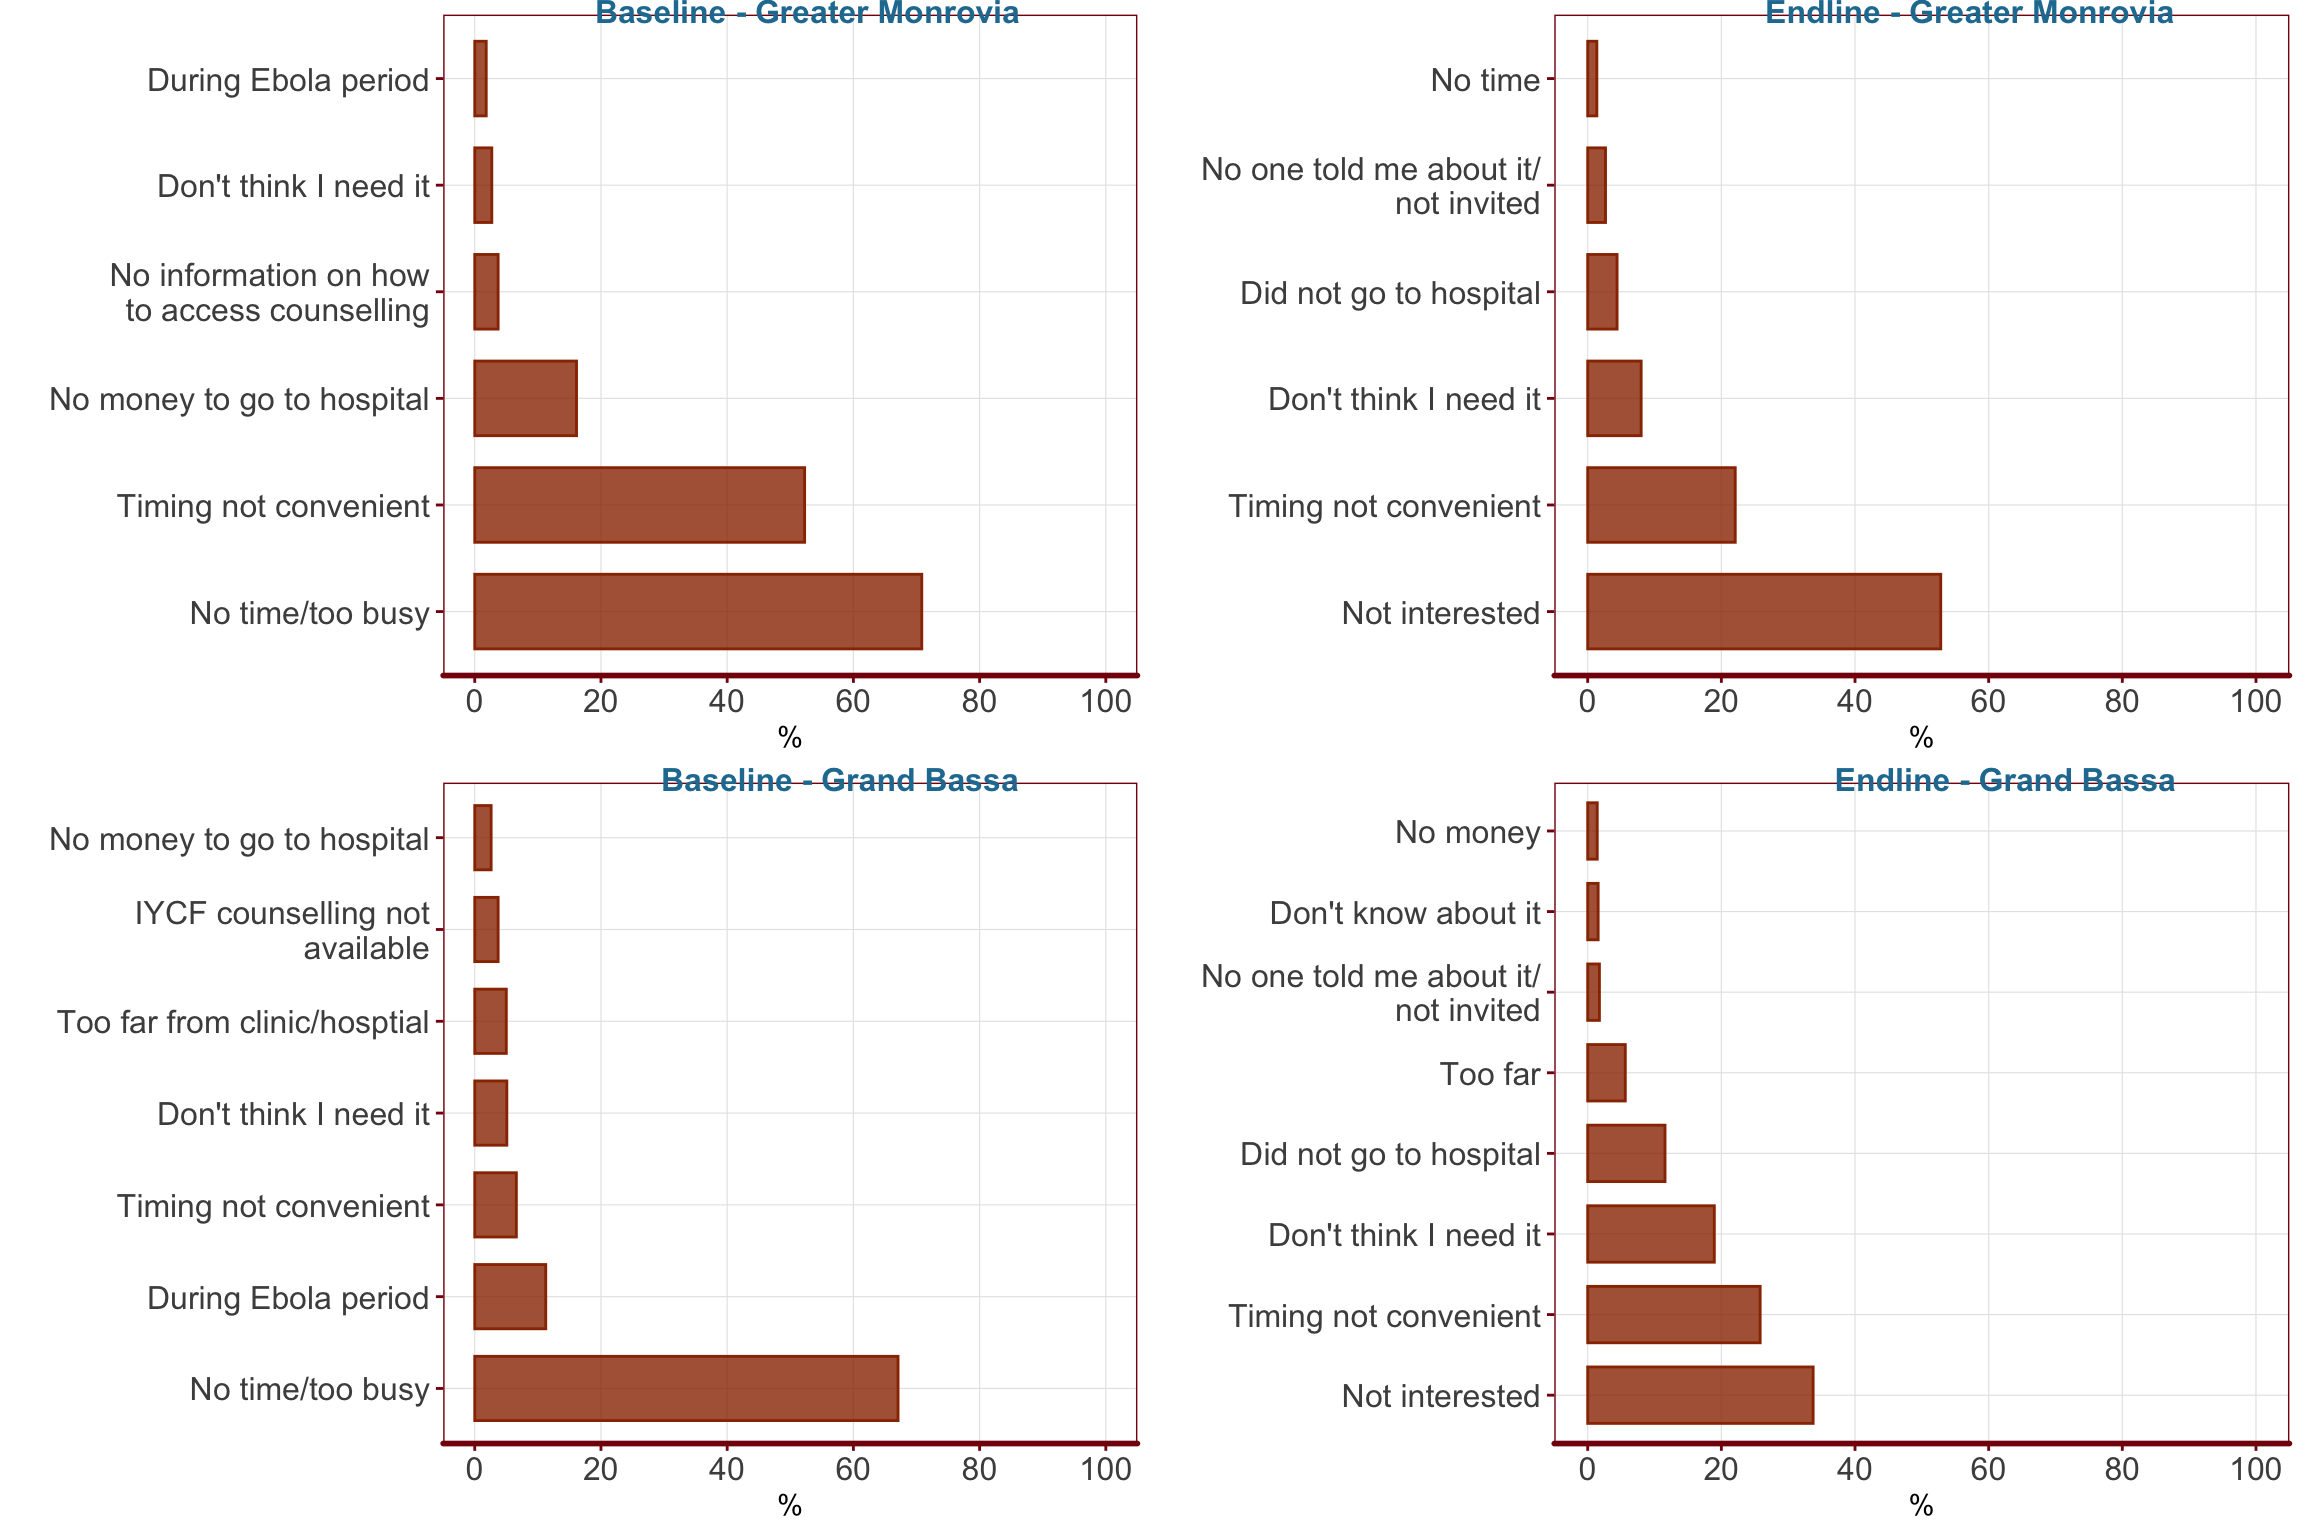 Baseline - Greater Monrovia
During Ebola period
Don't think I need it
No information on how
to access counselling
No money to go to hospital
Timing not convenient
No time/too busy
0 20 40 60 80 100
%
Endline - Greater Monrovia
No time
No one told me about it/
not invited
Did not go to hospital
Don't think I need it
Timing not convenient
Not interested
0 20 40 60 80 100
%
Baseline - Grand Bassa
No money to go to hospital
IYCF counselling not
available
Too far from clinic/hosptial
Don't think I need it
Timing not convenient
During Ebola period
No time/too busy
0 20 40 60 80 100
%
Endline - Grand Bassa
No money
Don't know about it
No one told me about it/
not invited
Too far
Did not go to hospital
Don't think I need it
Timing not convenient
Not interested
0 20 40 60 80 100
%